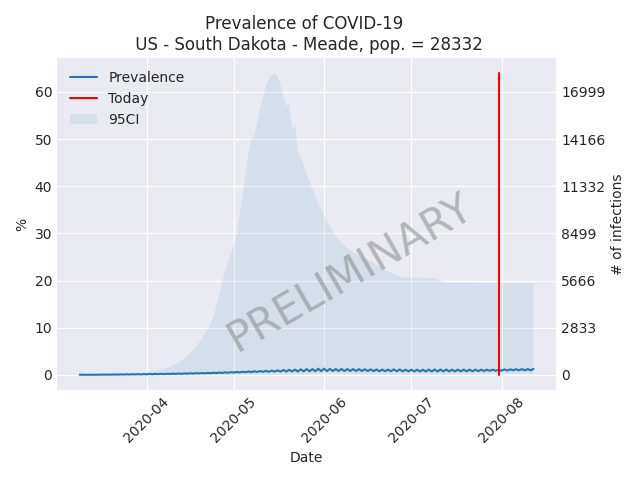 Prevalence of COVID-19
US - South Dakota - Meade, pop. = 28332
Prevalence
Today
95CI
60
50
40
30
20
10
0
%
16999
14166
11332
8499
5666
2833
0
# of infections
PRELIMINARY
2020-04
2020-05
2020-06
2020-07
2020-08
Date